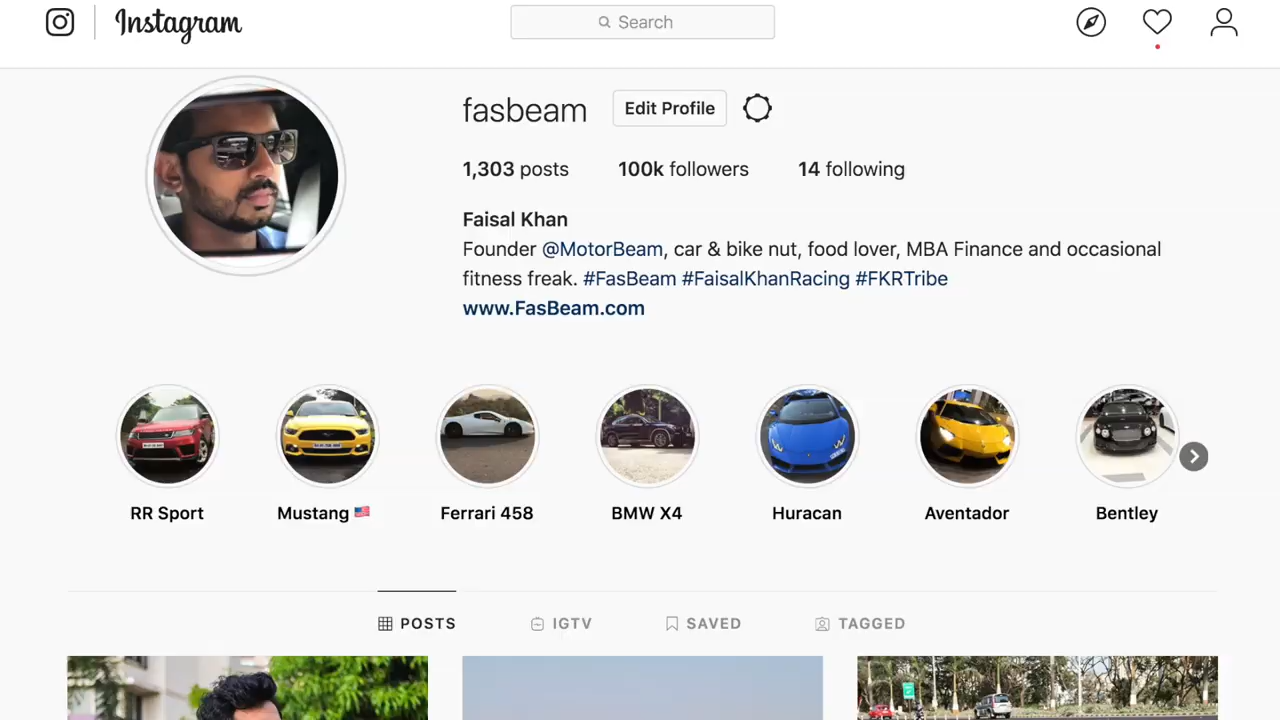 Instagram
Search
fasbeam
Edit Profile
1,303 posts
100k followers
14 following
Faisal Khan
Founder @MotorBeam, car & bike nut, food lover, MBA Finance and occasional
fitness freak. #FasBeam #FaisalKhanRacing #FKRTribe
www.FasBeam.com
RR Sport
Mustang 🇺🇸
Ferrari 458
BMW X4
Huracan
Aventador
Bentley
POSTS
IGTV
SAVED
TAGGED